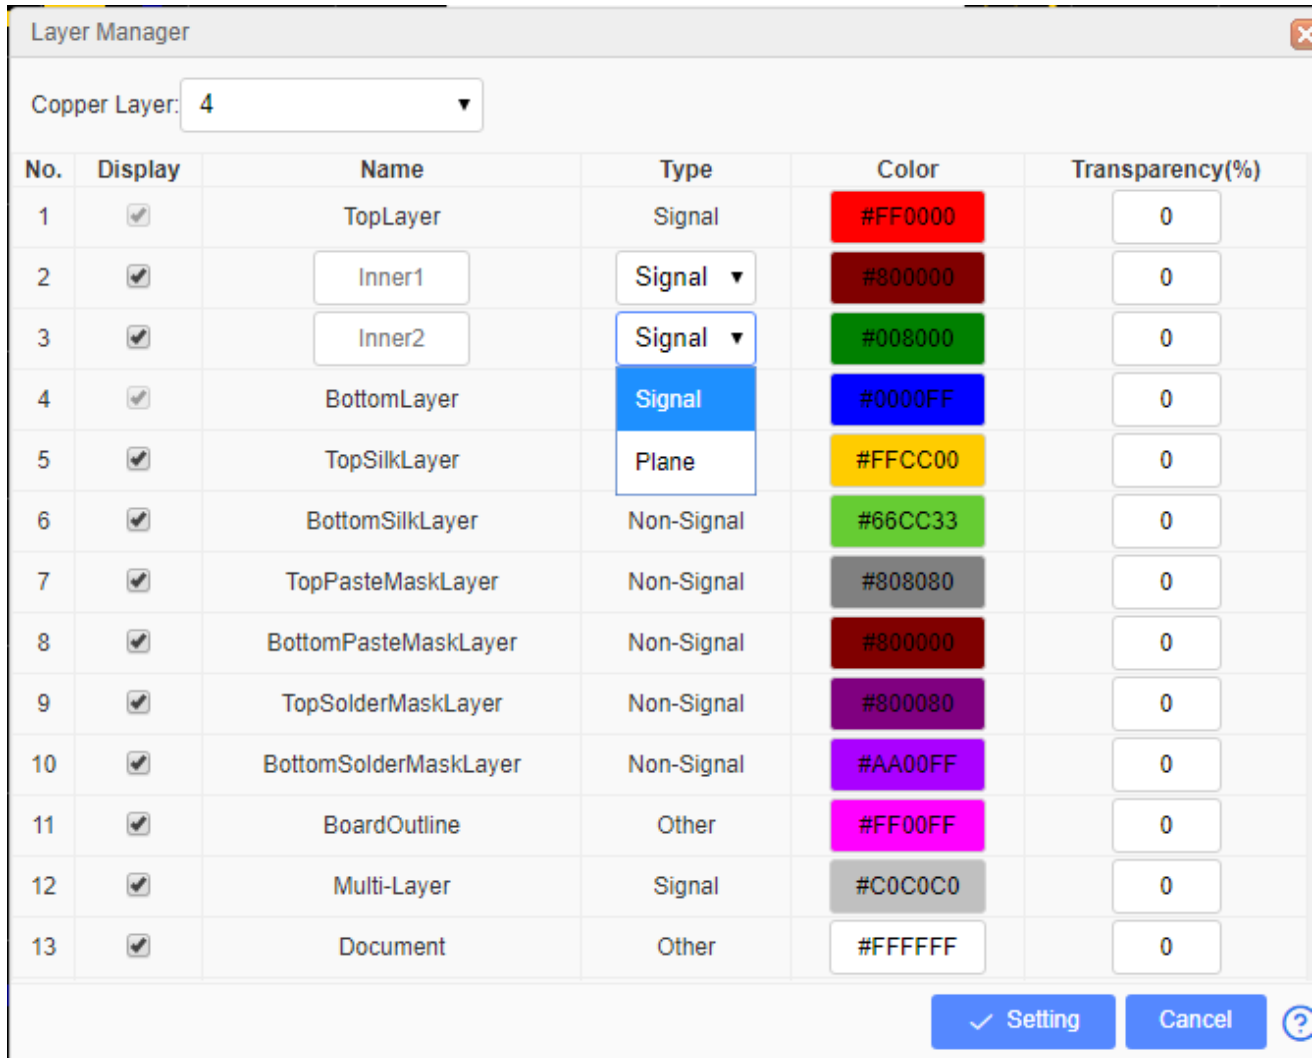 Layer Manager
Copper Layer: 4
No. Display Name Type Color Transparency(%)
1 TopLayer Signal #FF0000 0
2 Inner1 Signal #800000 0
3 Inner2 Signal #008000 0
4 BottomLayer Signal #0000FF 0
5 TopSilkLayer Plane #FFCC00 0
6 BottomSilkLayer Non-Signal #66CC33 0
7 TopPasteMaskLayer Non-Signal #808080 0
8 BottomPasteMaskLayer Non-Signal #800000 0
9 TopSolderMaskLayer Non-Signal #800080 0
10 BottomSolderMaskLayer Non-Signal #AA00FF 0
11 BoardOutline Other #FF00FF 0
12 Multi-Layer Signal #C0C0C0 0
13 Document Other #FFFFFF 0
Setting Cancel ?